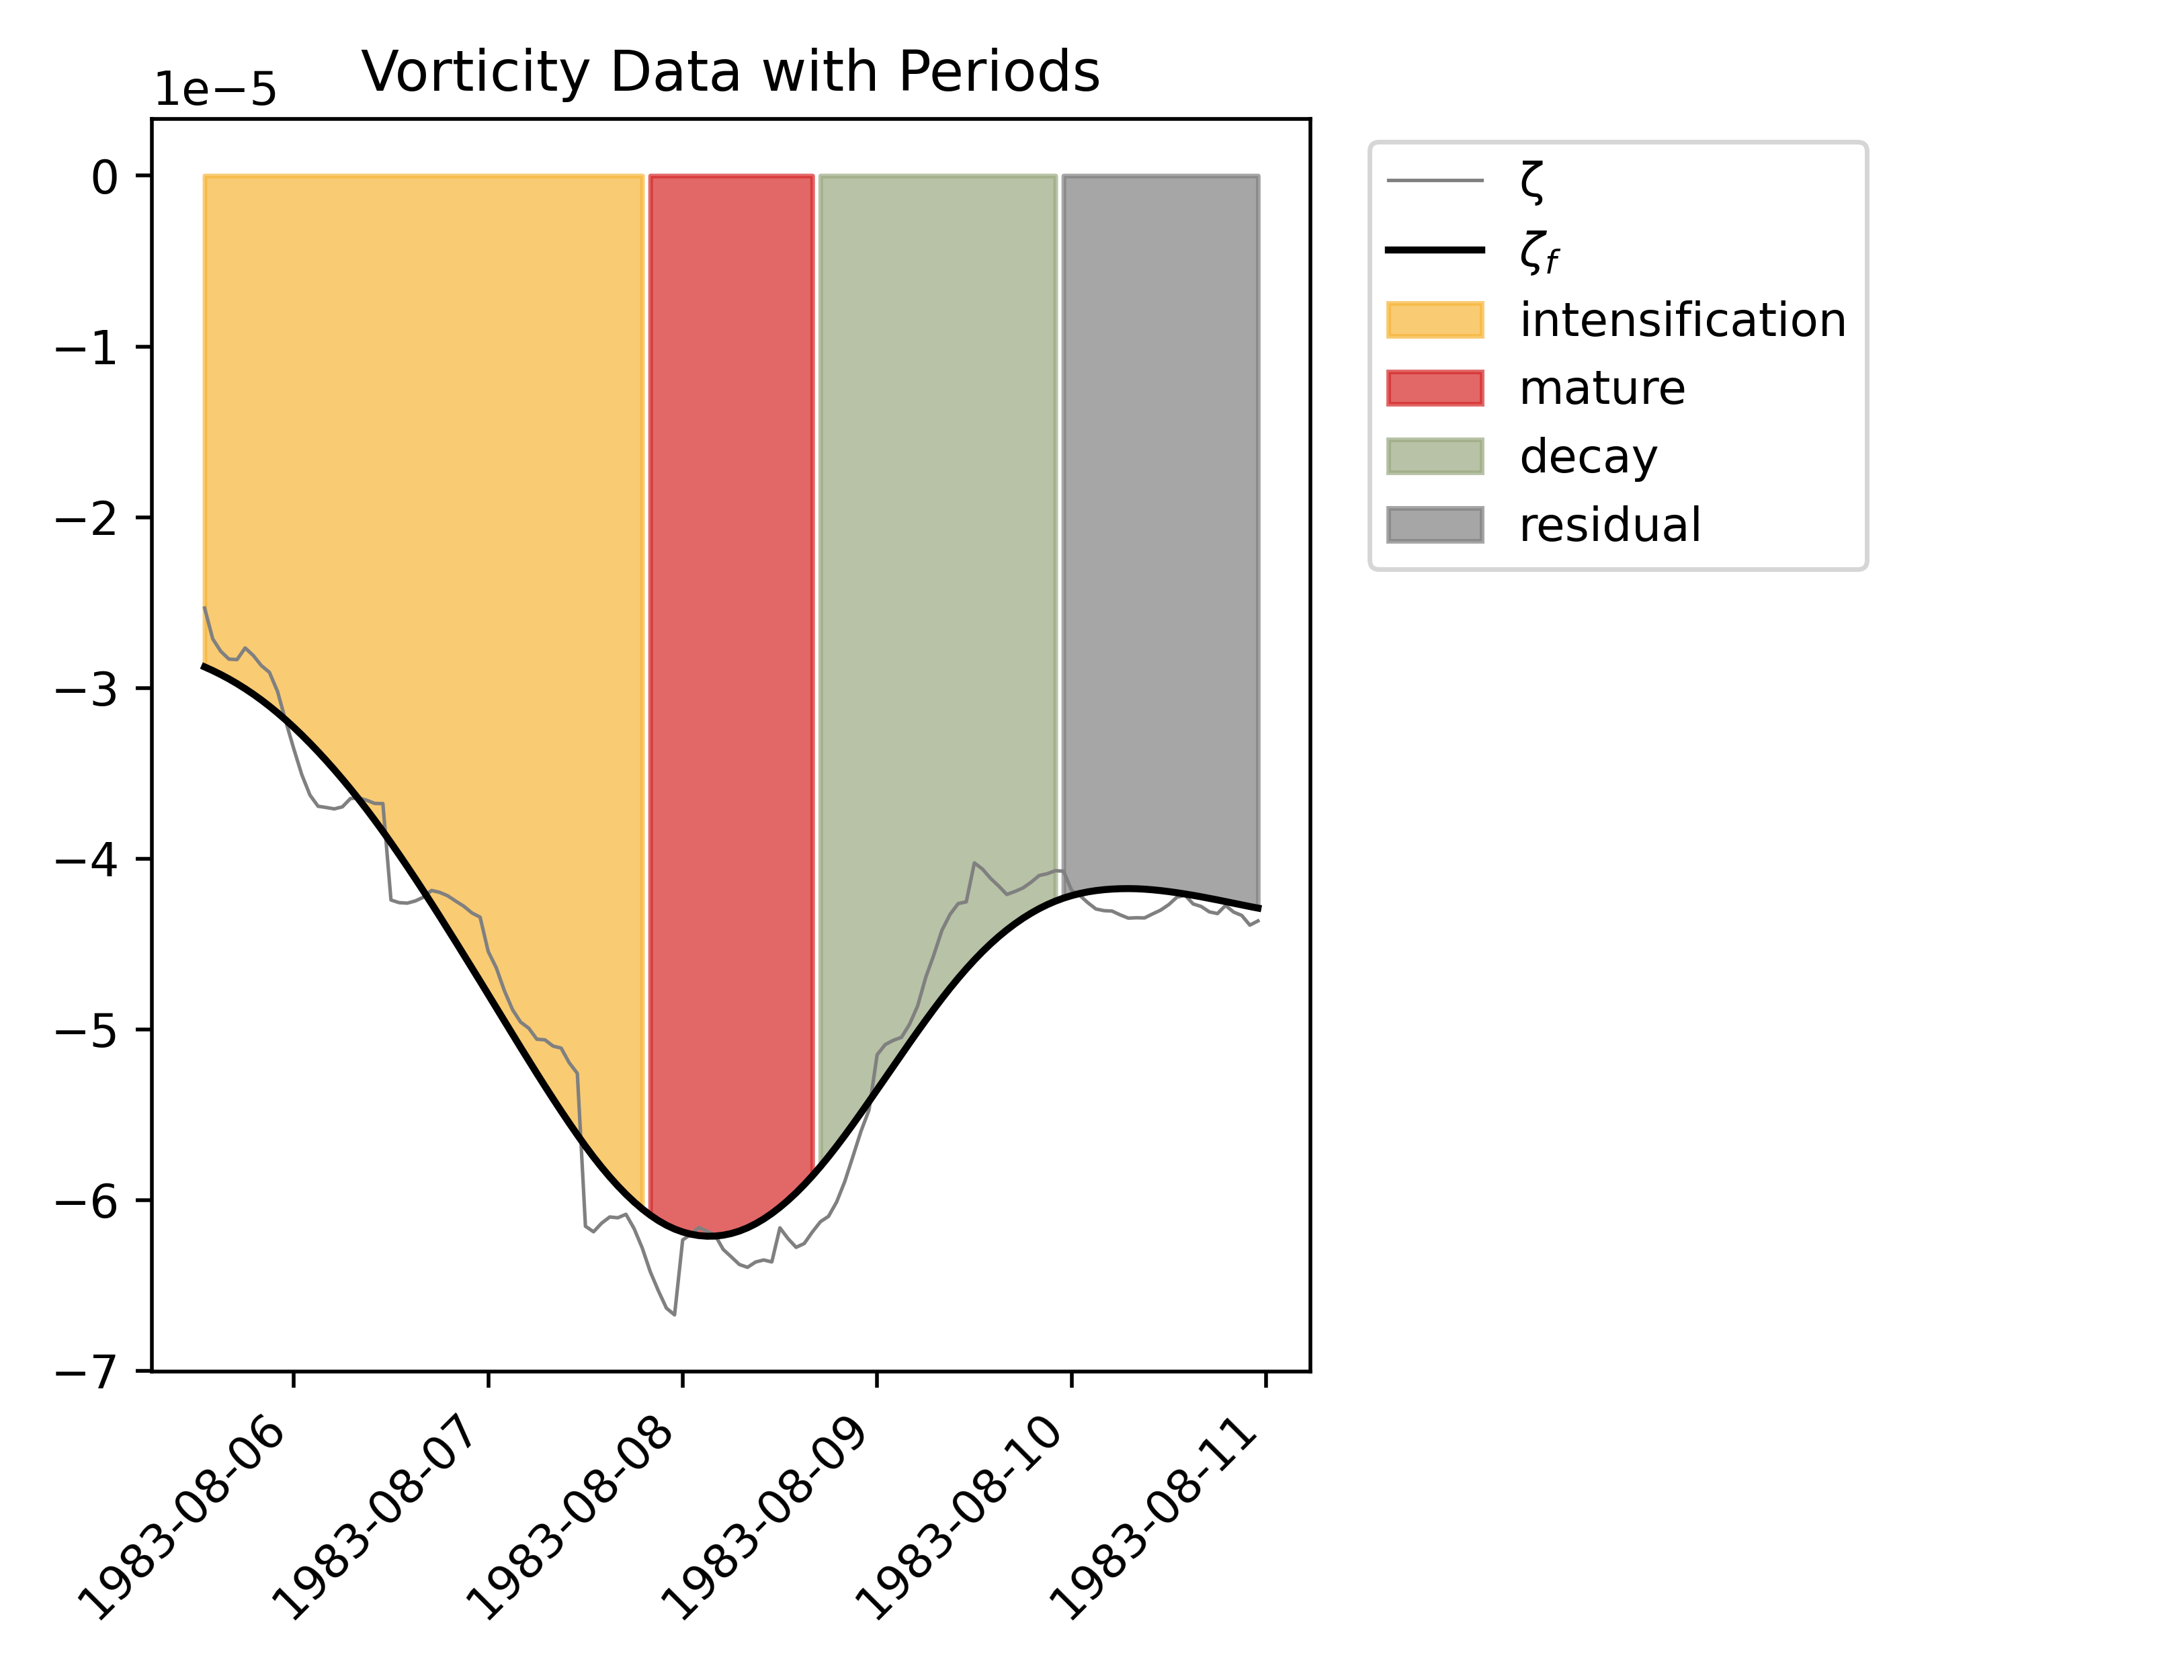 Vorticity Data with Periods
1e−5
0
−1
−2
−3
−4
−5
−6
−7
1983-08-06
1983-08-07
1983-08-08
1983-08-09
1983-08-10
1983-08-11
ζ
ζf
intensification
mature
decay
residual